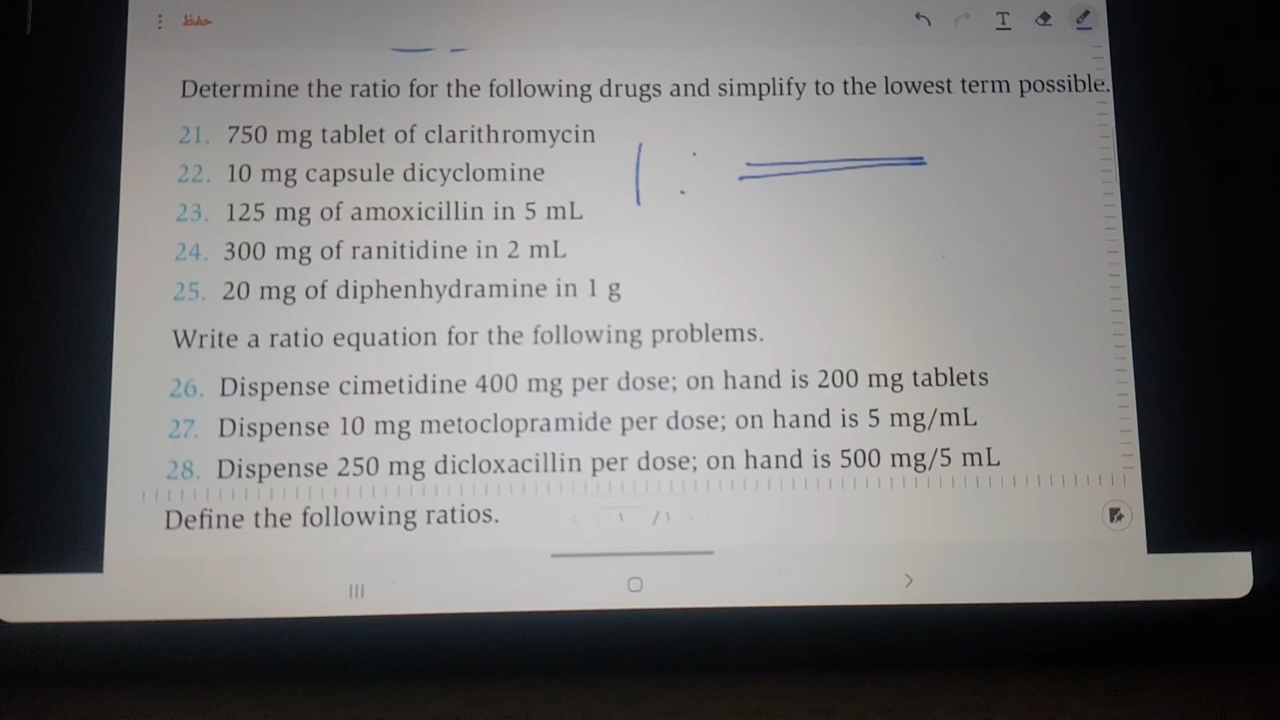 حفظ
Determine the ratio for the following drugs and simplify to the lowest term possible.
21. 750 mg tablet of clarithromycin
22. 10 mg capsule dicyclomine
23. 125 mg of amoxicillin in 5 mL
24. 300 mg of ranitidine in 2 mL
25. 20 mg of diphenhydramine in 1 g
1 :
Write a ratio equation for the following problems.
26. Dispense cimetidine 400 mg per dose; on hand is 200 mg tablets
27. Dispense 10 mg metoclopramide per dose; on hand is 5 mg/mL
28. Dispense 250 mg dicloxacillin per dose; on hand is 500 mg/5 mL
Define the following ratios.
1 /1